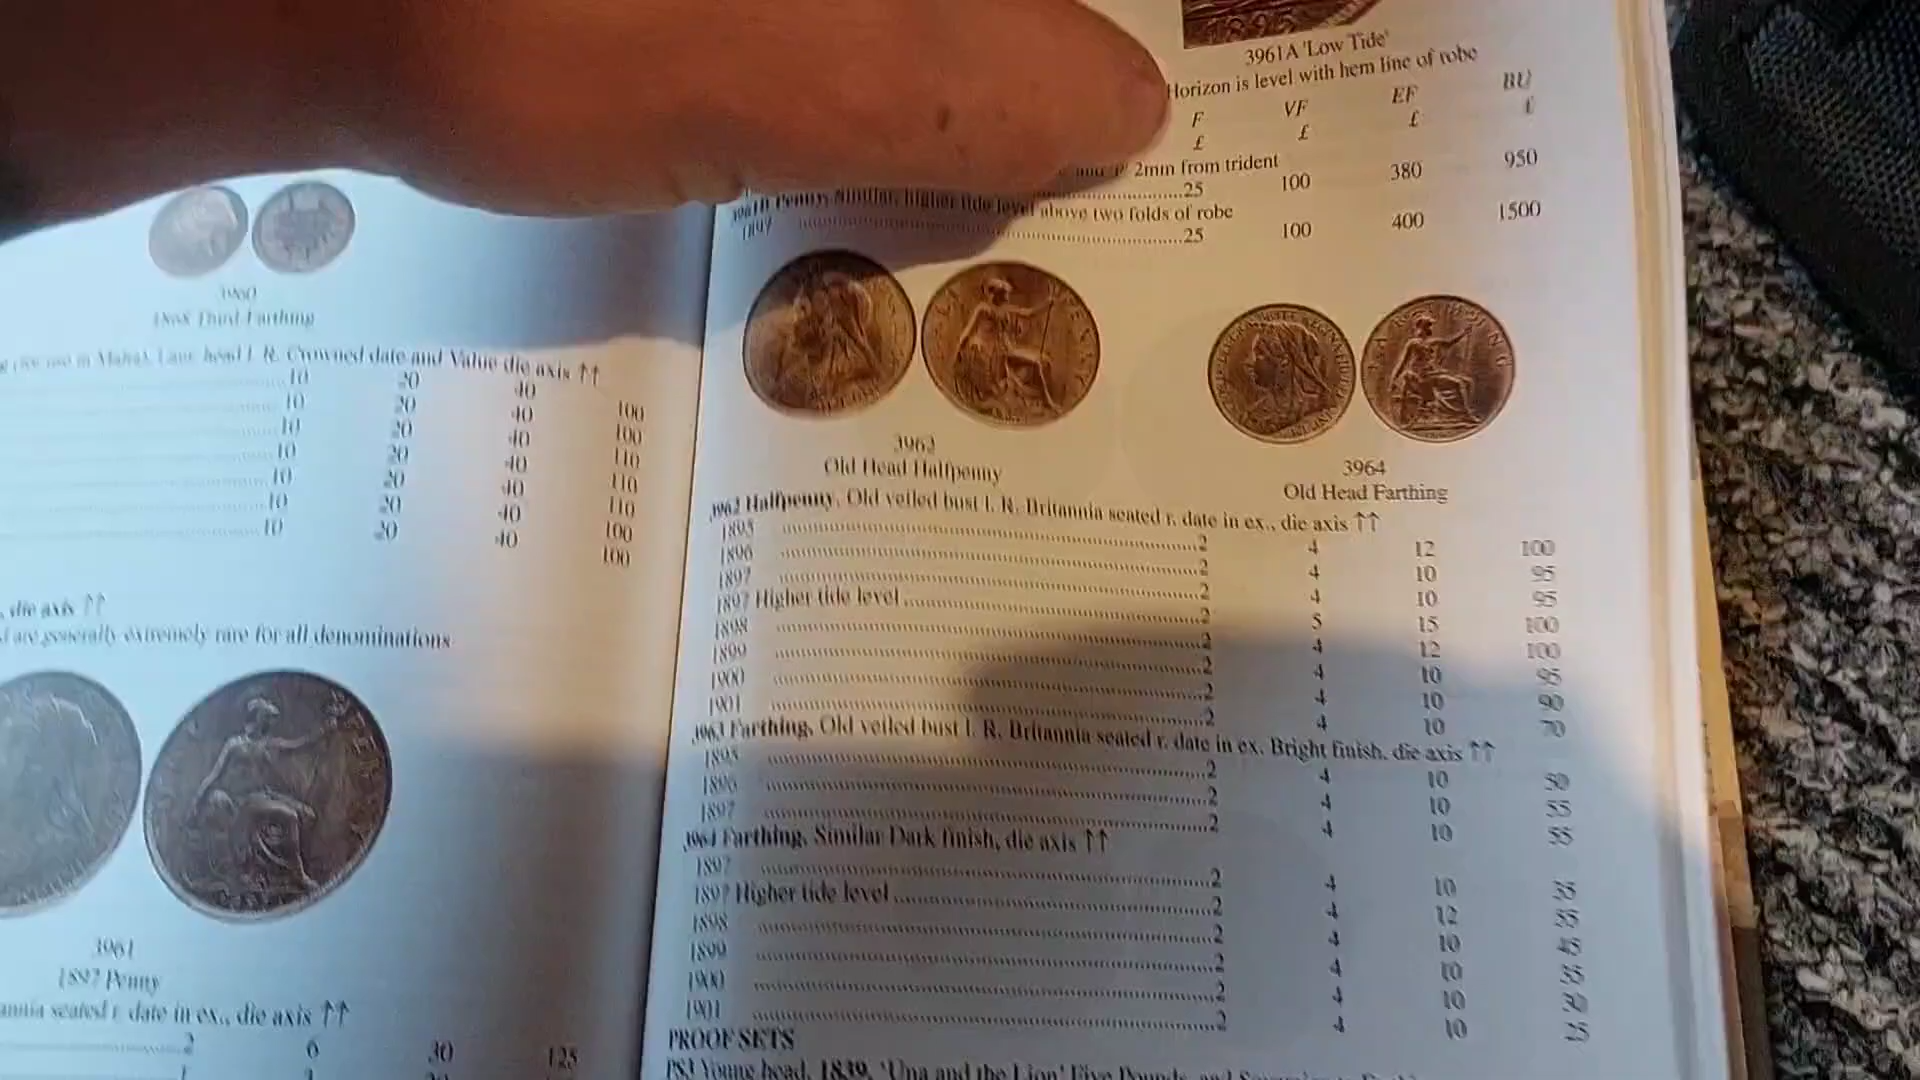 3960
1868 Third Farthing
Crowned date and Value die axis ↑↑
10 20 40 100
10 20 40 100
10 20 40 110
10 20 40 110
10 20 40 110
10 20 40 100
10 20 40 100
, die axis ↑↑
are generally extremely rare for all denominations
3961
1897 Penny
seated r. date in ex., die axis ↑↑
2 6 30 125
1895
3961A 'Low Tide'
Horizon is level with hem line of robe
F VF EF BU
£ £ £ £
2mm from trident
25 100 380 950
Penny. Similar, higher tide level above two folds of robe
1897 25 100 400 1500
3962
Old Head Halfpenny
3964
Old Head Farthing
3962 Halfpenny. Old veiled bust l. R. Britannia seated r. date in ex., die axis ↑↑
1895 2 4 12 100
1896 2 4 10 95
1897 2 4 10 95
1897 Higher tide level 2 5 15 100
1898 2 4 12 100
1899 2 4 10 95
1900 2 4 10 90
1901 2 4 10 70
3963 Farthing. Old veiled bust l. R. Britannia seated r. date in ex. Bright finish, die axis ↑↑
1895 2 4 10 50
1896 2 4 10 55
1897 2 4 10 55
3964 Farthing. Similar Dark finish, die axis ↑↑
1897 2 4 10 35
1897 Higher tide level 2 4 12 35
1898 2 4 10 45
1899 2 4 10 35
1900 2 4 10 30
1901 2 4 10 25
PROOF SETS
PS3 Young head, 1839, 'Una and the Lion' Five Pounds, and